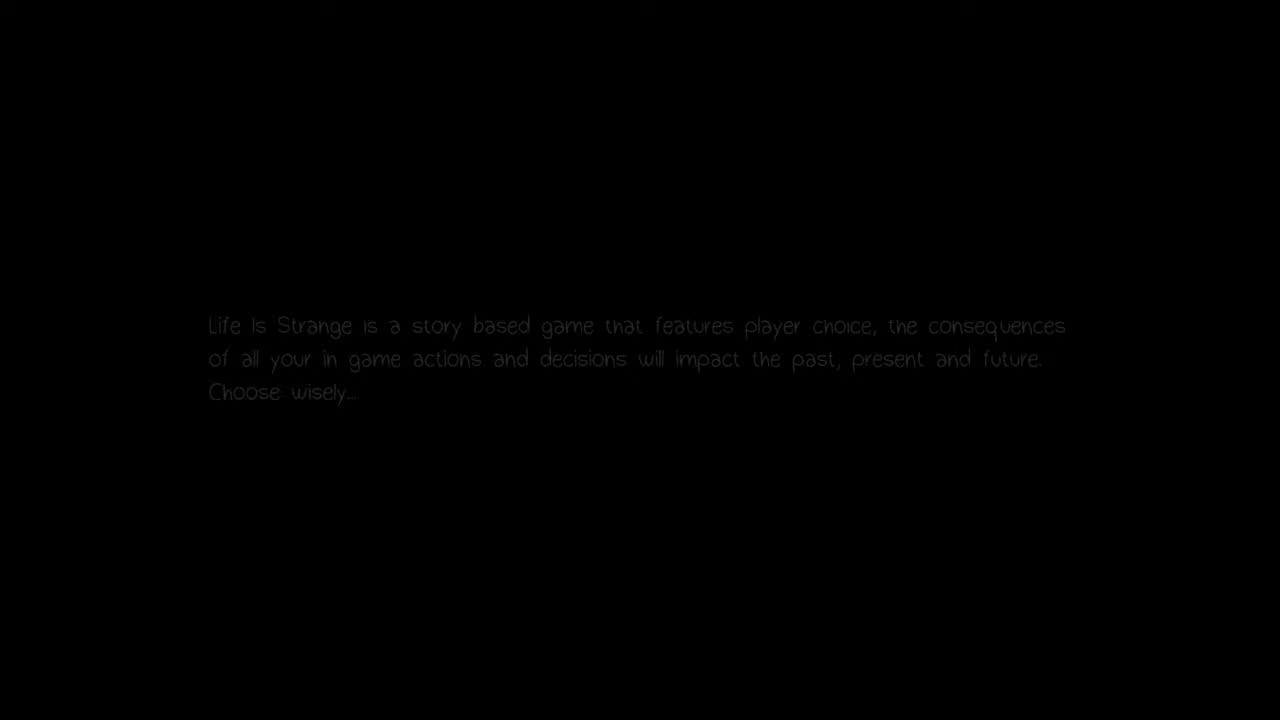 Life Is Strange is a story based game that features player choice, the consequences
of all your in game actions and decisions will impact the past, present and future.
Choose wisely...